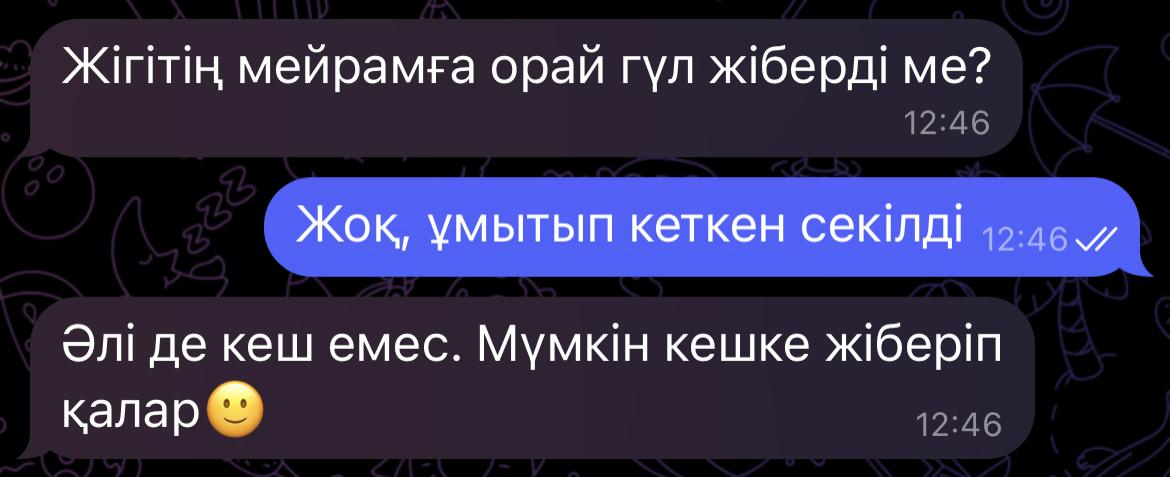 Жігітің мейрамға орай гүл жіберді ме?
12:46
Жоқ, ұмытып кеткен секілді 12:46
Әлі де кеш емес. Мүмкін кешке жіберіп
қалар🙂
12:46